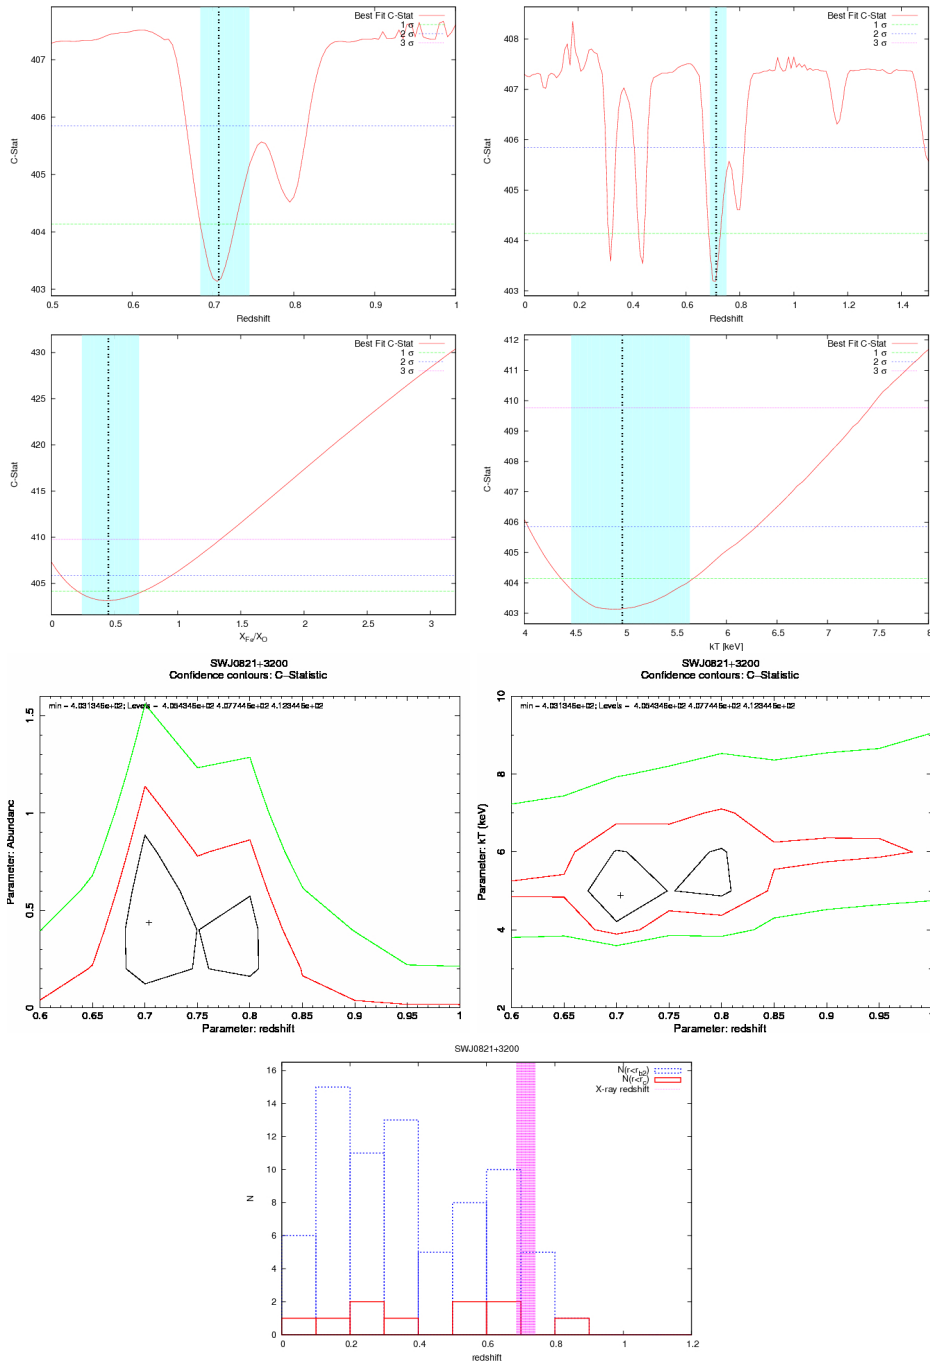 Best Fit C-Stat
1 σ
2 σ
3 σ
407
406
405
404
403
C-Stat
0.5 0.6 0.7 0.8 0.9 1
Redshift
Best Fit C-Stat
1 σ
2 σ
3 σ
408
407
406
405
404
403
C-Stat
0 0.2 0.4 0.6 0.8 1 1.2 1.4
Redshift
Best Fit C-Stat
1 σ
2 σ
3 σ
430
425
420
415
410
405
C-Stat
0 0.5 1 1.5 2 2.5 3
X_Fe/X_O
Best Fit C-Stat
1 σ
2 σ
3 σ
412
411
410
409
408
407
406
405
404
403
C-Stat
4 4.5 5 5.5 6 6.5 7 7.5 8
kT [keV]
SWJ0821+3200
Confidence contours: C-Statistic
min = 4.031345e+02; Levels = 4.054345e+02 4.077445e+02 4.123445e+02
1.5
1
0.5
0
Parameter: Abundanc
0.6 0.65 0.7 0.75 0.8 0.85 0.9 0.95 1
Parameter: redshift
SWJ0821+3200
Confidence contours: C-Statistic
min = 4.031345e+02; Levels = 4.054345e+02 4.077445e+02 4.123445e+02
10
8
6
4
2
Parameter: kT (keV)
0.6 0.65 0.7 0.75 0.8 0.85 0.9 0.95 1
Parameter: redshift
SWJ0821+3200
N(r<r_b2)
N(r<r_c)
X-ray redshift
16
14
12
10
8
6
4
2
0
N
0 0.2 0.4 0.6 0.8 1 1.2
redshift